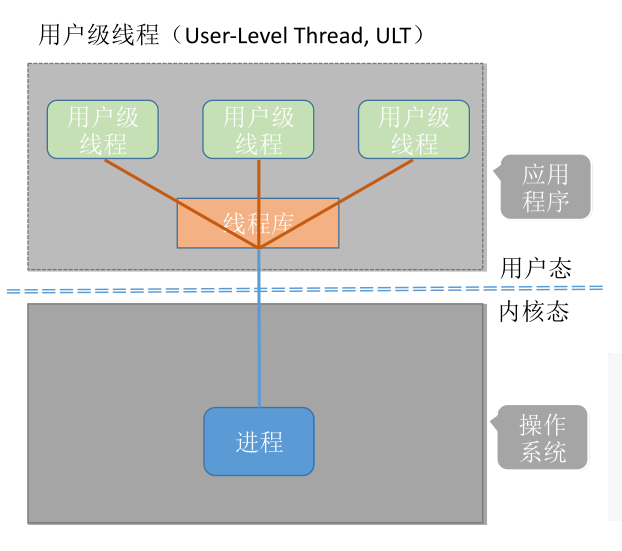 用户级线程（User-Level Thread, ULT）
用户级
线程
用户级
线程
用户级
线程
应用
程序
线程库
用户态
内核态
操作
系统
进程